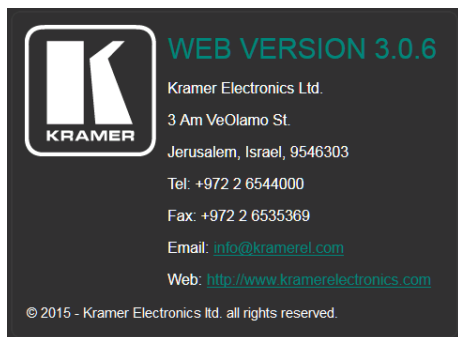 KRAMER
WEB VERSION 3.0.6
Kramer Electronics Ltd.
3 Am VeOlamo St.
Jerusalem, Israel, 9546303
Tel: +972 2 6544000
Fax: +972 2 6535369
Email: info@kramerel.com
Web: http://www.kramerelectronics.com
© 2015 - Kramer Electronics ltd. all rights reserved.